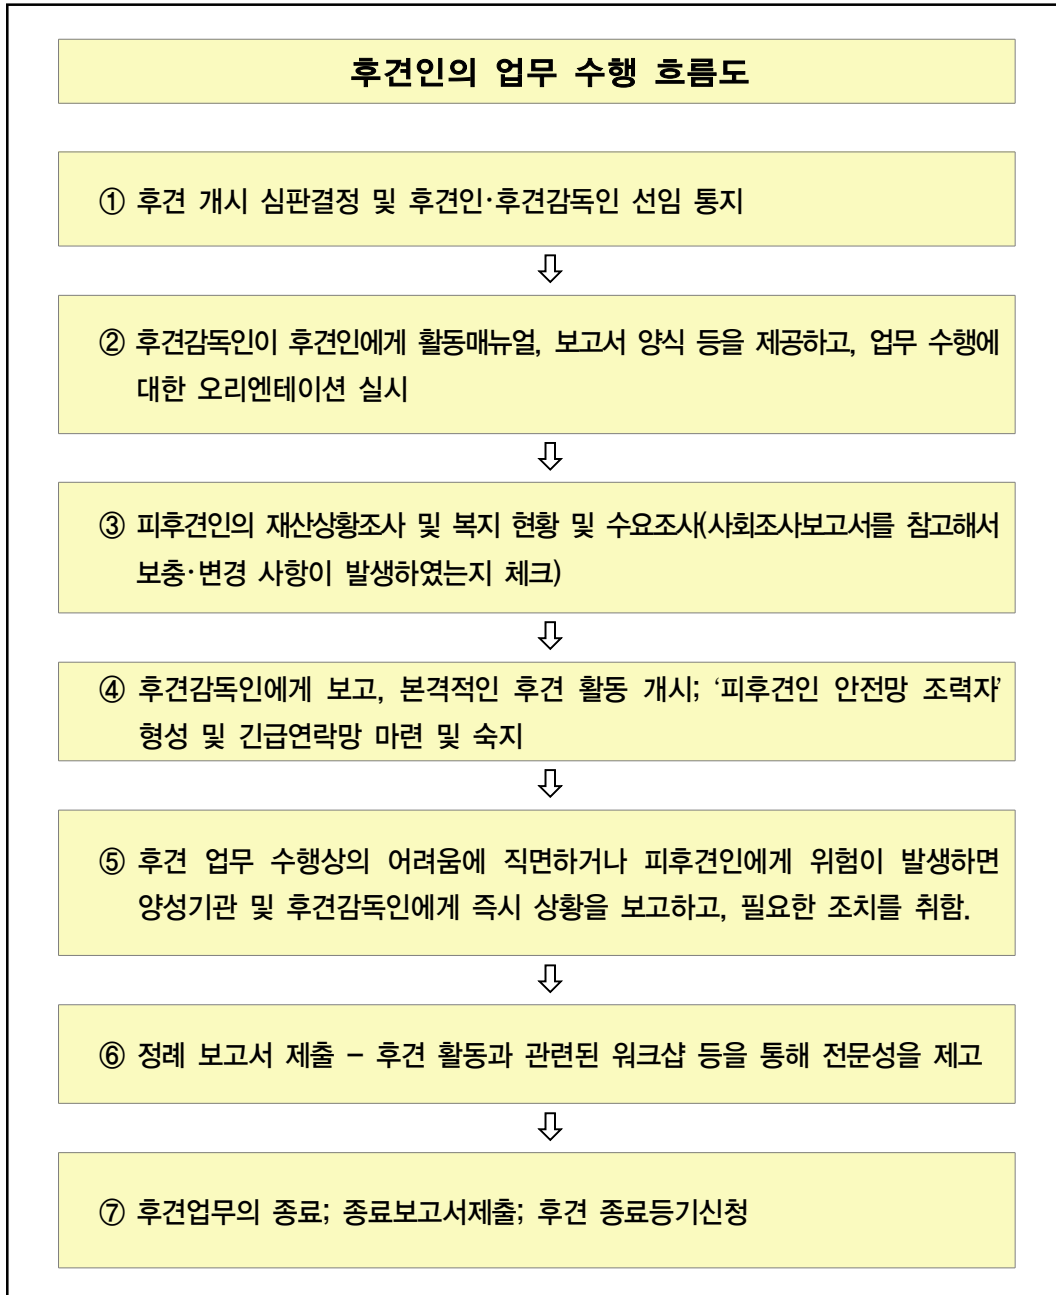 후견인의 업무 수행 흐름도
① 후견 개시 심판결정 및 후견인·후견감독인 선임 통지
② 후견감독인이 후견인에게 활동매뉴얼, 보고서 양식 등을 제공하고, 업무 수행에
대한 오리엔테이션 실시
③ 피후견인의 재산상황조사 및 복지 현황 및 수요조사(사회조사보고서를 참고해서
보충·변경 사항이 발생하였는지 체크)
④ 후견감독인에게 보고, 본격적인 후견 활동 개시; ‘피후견인 안전망 조력자’
형성 및 긴급연락망 마련 및 숙지
⑤ 후견 업무 수행상의 어려움에 직면하거나 피후견인에게 위험이 발생하면
양성기관 및 후견감독인에게 즉시 상황을 보고하고, 필요한 조치를 취함.
⑥ 정례 보고서 제출 – 후견 활동과 관련된 워크샵 등을 통해 전문성을 제고
⑦ 후견업무의 종료; 종료보고서제출; 후견 종료등기신청